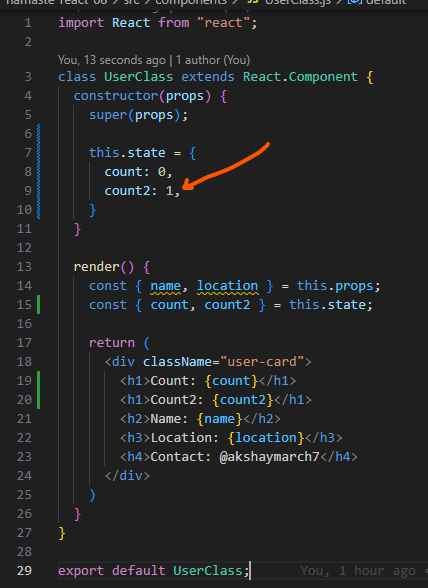 namaste react-08 > src > components > JS UserClass.js > default
1 import React from "react";
2
You, 13 seconds ago | 1 author (You)
3 class UserClass extends React.Component {
4 constructor(props) {
5 super(props);
6
7 this.state = {
8 count: 0,
9 count2: 1,
10 }
11 }
12
13 render() {
14 const { name, location } = this.props;
15 const { count, count2 } = this.state;
16
17 return (
18 <div className="user-card">
19 <h1>Count: {count}</h1>
20 <h1>Count2: {count2}</h1>
21 <h2>Name: {name}</h2>
22 <h3>Location: {location}</h3>
23 <h4>Contact: @akshaymarch7</h4>
24 </div>
25 )
26 }
27 }
28
29 export default UserClass; You, 1 hour ago •